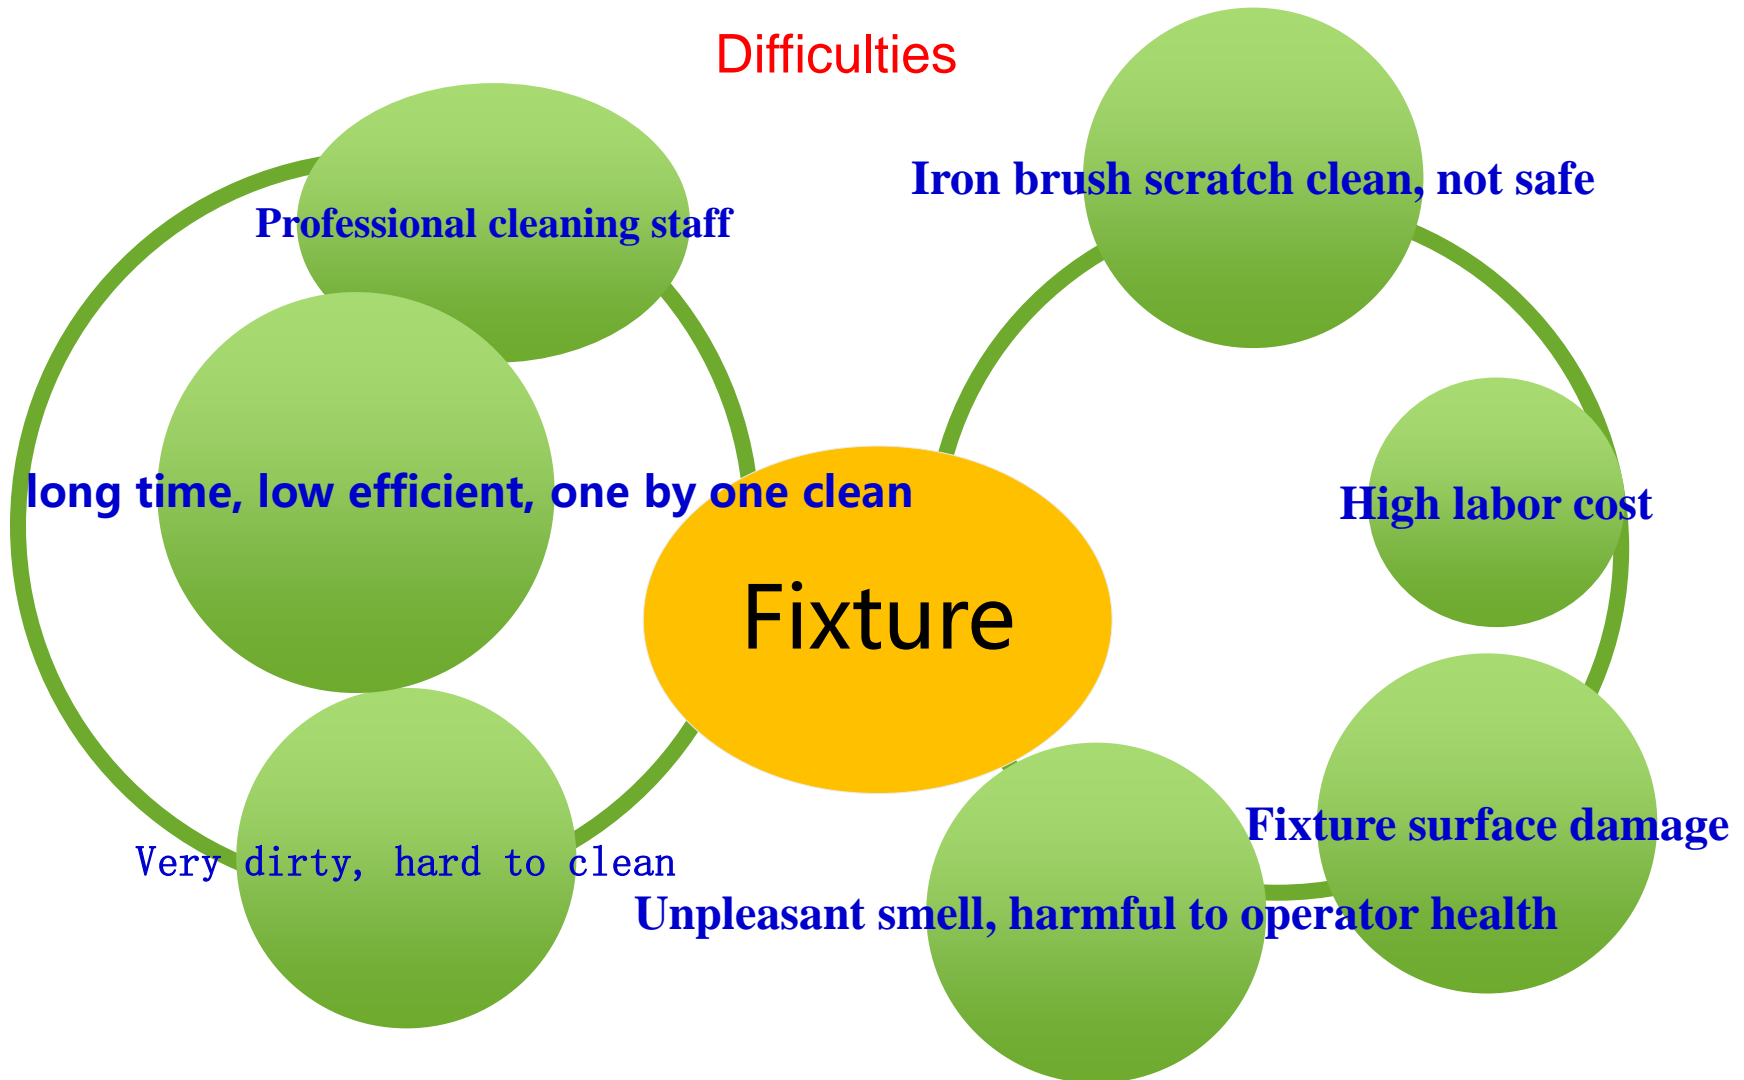 Difficulties
Professional cleaning staff
long time, low efficient, one by one clean
Very dirty, hard to clean
Fixture
Iron brush scratch clean, not safe
High labor cost
Fixture surface damage
Unpleasant smell, harmful to operator health